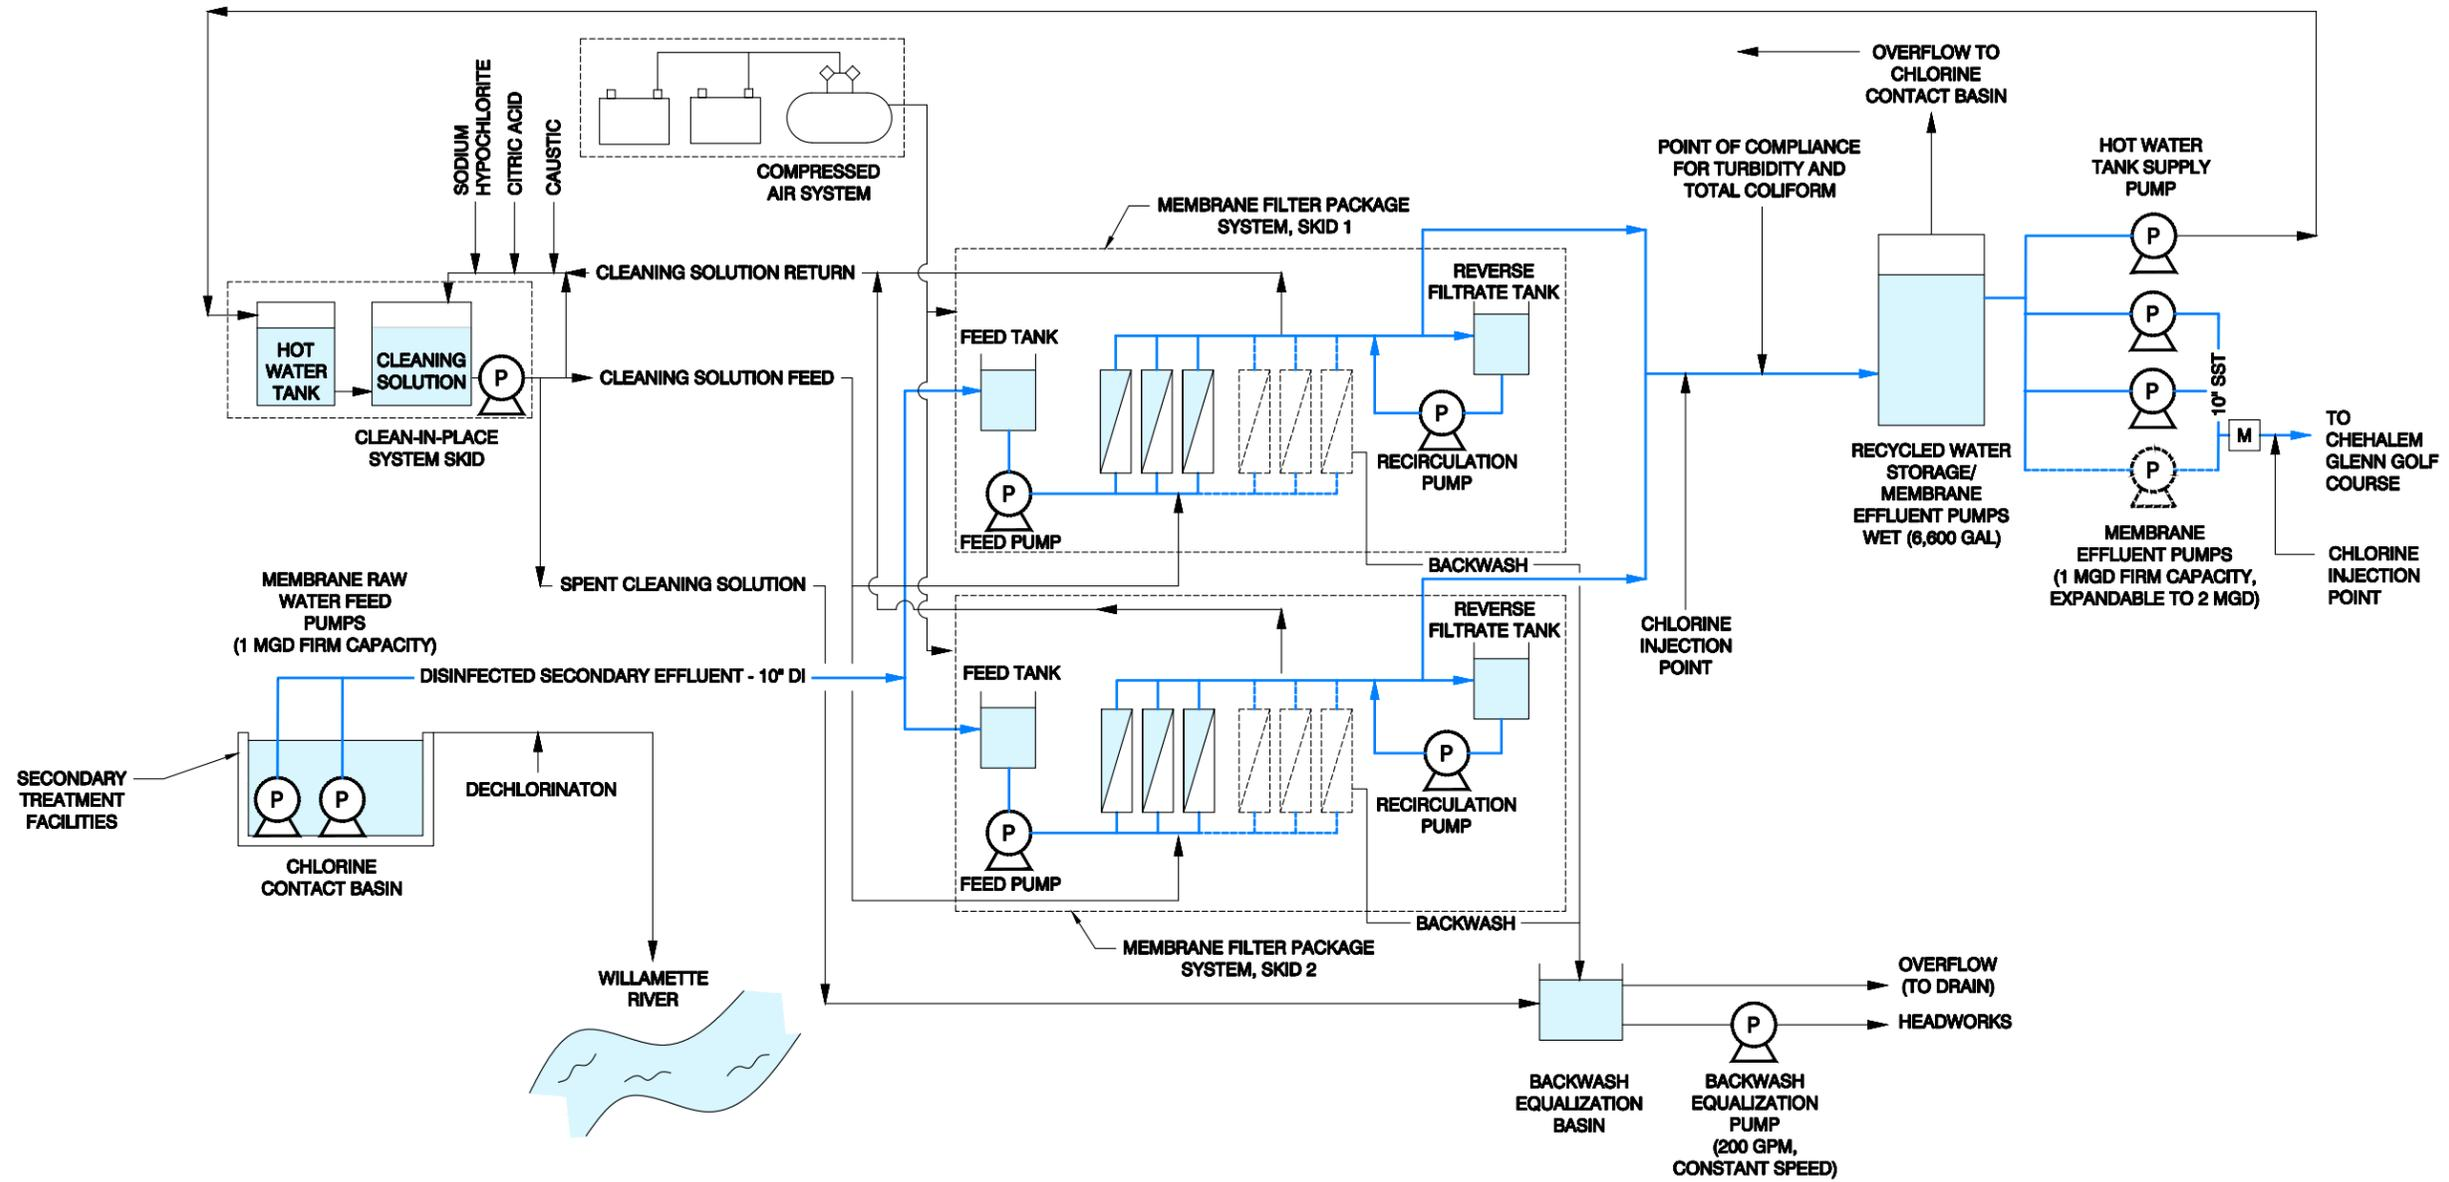 OVERFLOW TO
CHLORINE
CONTACT BASIN
SODIUM
HYPOCHLORITE
CITRIC ACID
CAUSTIC
COMPRESSED
AIR SYSTEM
POINT OF COMPLIANCE
FOR TURBIDITY AND
TOTAL COLIFORM
HOT WATER
TANK SUPPLY
PUMP
P
MEMBRANE FILTER PACKAGE
SYSTEM, SKID 1
CLEANING SOLUTION RETURN
REVERSE
FILTRATE TANK
FEED TANK
HOT
WATER
TANK
CLEANING
SOLUTION
P
CLEANING SOLUTION FEED
CLEAN-IN-PLACE
SYSTEM SKID
P
RECIRCULATION
PUMP
P
FEED PUMP
RECYCLED WATER
STORAGE/
MEMBRANE
EFFLUENT PUMPS
WET (6,600 GAL)
P
P
P
10" SST
M
TO
CHEHALEM
GLENN GOLF
COURSE
MEMBRANE
EFFLUENT PUMPS
(1 MGD FIRM CAPACITY,
EXPANDABLE TO 2 MGD)
CHLORINE
INJECTION
POINT
BACKWASH
SPENT CLEANING SOLUTION
MEMBRANE RAW
WATER FEED
PUMPS
(1 MGD FIRM CAPACITY)
REVERSE
FILTRATE TANK
CHLORINE
INJECTION
POINT
DISINFECTED SECONDARY EFFLUENT - 10" DI
FEED TANK
SECONDARY
TREATMENT
FACILITIES
P
P
DECHLORINATON
CHLORINE
CONTACT BASIN
P
RECIRCULATION
PUMP
P
FEED PUMP
BACKWASH
MEMBRANE FILTER PACKAGE
SYSTEM, SKID 2
WILLAMETTE
RIVER
OVERFLOW
(TO DRAIN)
P
HEADWORKS
BACKWASH
EQUALIZATION
BASIN
BACKWASH
EQUALIZATION
PUMP
(200 GPM,
CONSTANT SPEED)